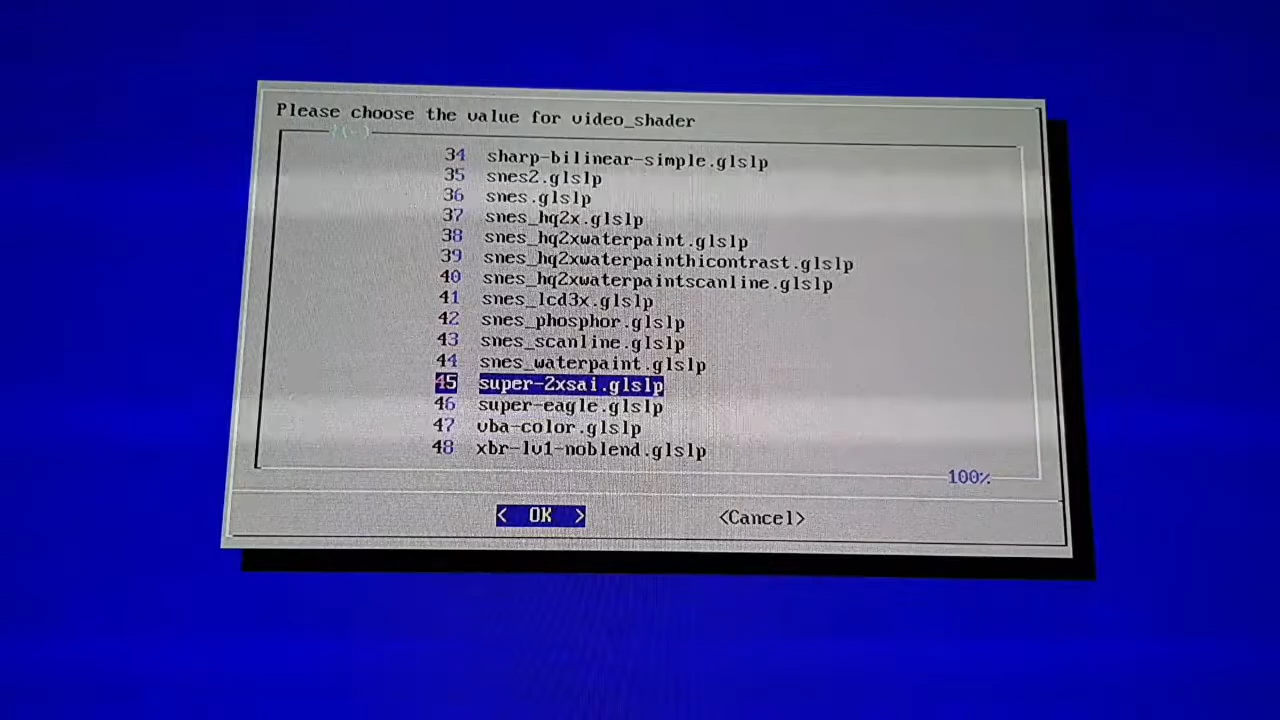 Please choose the value for video_shader
↑(-)
34 sharp-bilinear-simple.glslp
35 snes2.glslp
36 snes.glslp
37 snes_hq2x.glslp
38 snes_hq2xwaterpaint.glslp
39 snes_hq2xwaterpainthicontrast.glslp
40 snes_hq2xwaterpaintscanline.glslp
41 snes_lcd3x.glslp
42 snes_phosphor.glslp
43 snes_scanline.glslp
44 snes_waterpaint.glslp
45 super-2xsai.glslp
46 super-eagle.glslp
47 vba-color.glslp
48 xbr-lv1-noblend.glslp
100%
< OK > <Cancel>